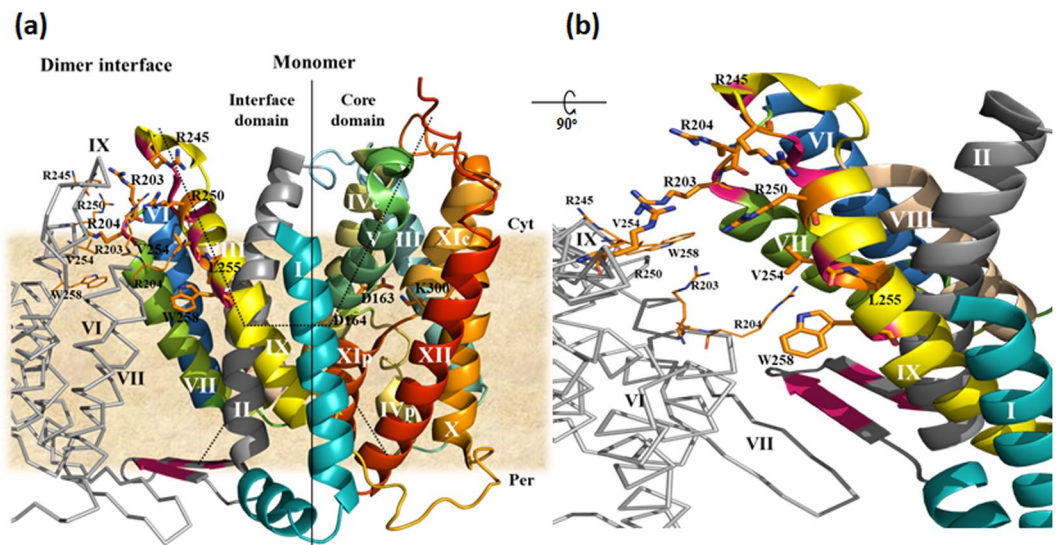 (a)
Dimer interface
Monomer
Interface
domain
Core
domain
IX
R245
R245
R203
R250
R250
R204
R203
VI
V254
V254
VIII
L255
R204
W258
W258
VI
VII
VII
II
IX
I
IVc
V
III
XIc
Cyt
D163
K300
D164
XIp
XII
IVp
X
Per
90°
(b)
R245
R204
VI
II
R203
R250
R245
V254
IX
W258
R250
VIII
VII
V254
R203
L255
R204
W258
IX
I
VI
VII